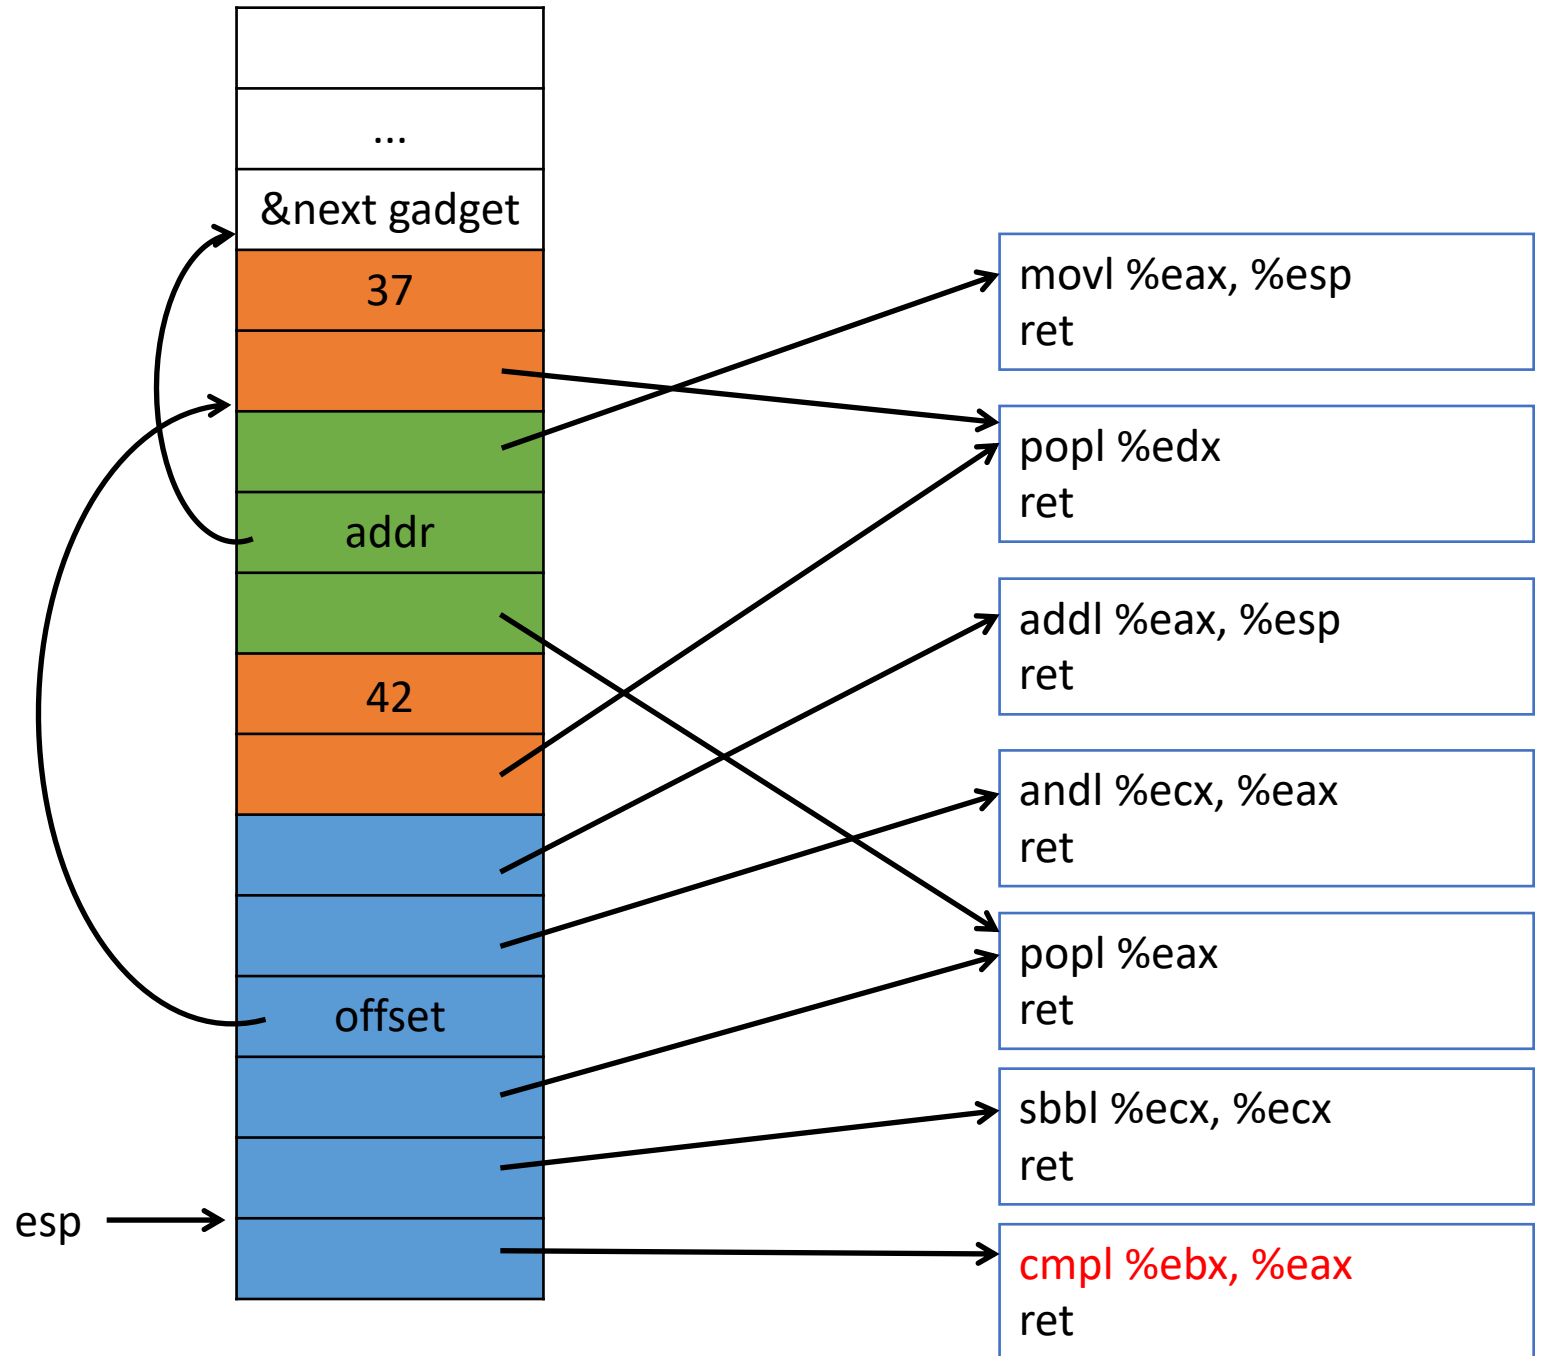 ...
&next gadget
37
addr
42
offset
esp
movl %eax, %esp
ret
popl %edx
ret
addl %eax, %esp
ret
andl %ecx, %eax
ret
popl %eax
ret
sbbl %ecx, %ecx
ret
cmpl %ebx, %eax
ret